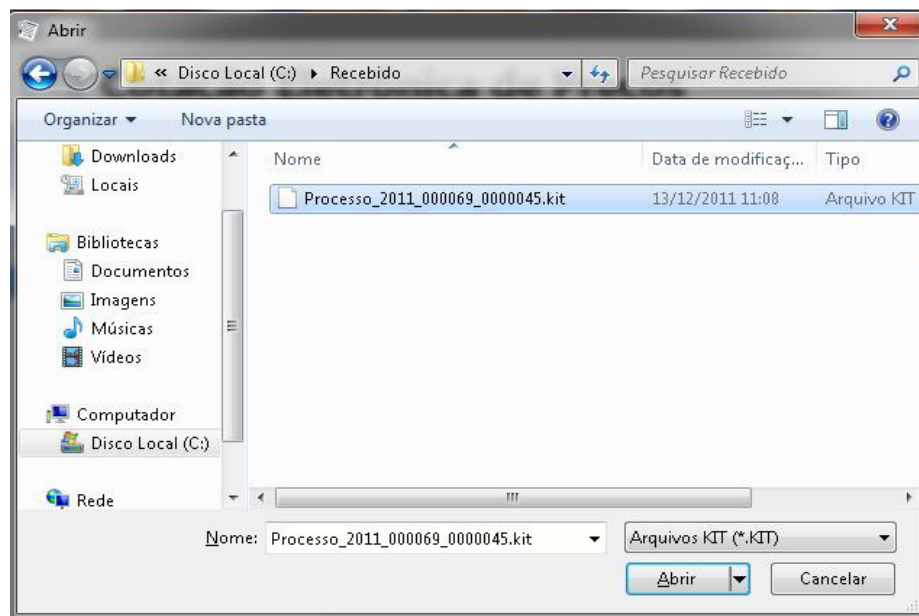 Abrir
« Disco Local (C:) ▸ Recebido
Pesquisar Recebido
Organizar
Nova pasta
Downloads
Locais
Bibliotecas
Documentos
Imagens
Músicas
Vídeos
Computador
Disco Local (C:)
Rede
Nome
Data de modificaç...
Tipo
Processo_2011_000069_0000045.kit
13/12/2011 11:08
Arquivo KIT
Nome: Processo_2011_000069_0000045.kit
Arquivos KIT (*.KIT)
Abrir
Cancelar